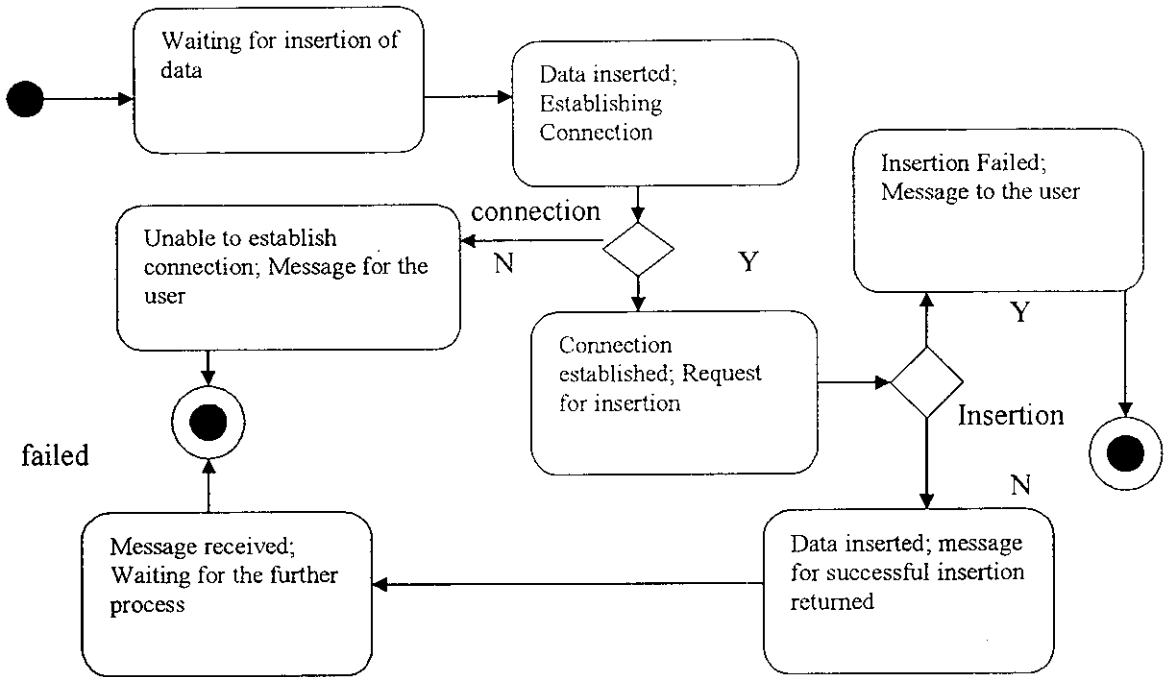 Waiting for insertion of
data
Data inserted;
Establishing
Connection
Insertion Failed;
Message to the user
connection
Unable to establish
connection; Message for the
user
N
Y
Y
Connection
established; Request
for insertion
Insertion
failed
N
Message received;
Waiting for the further
process
Data inserted; message
for successful insertion
returned